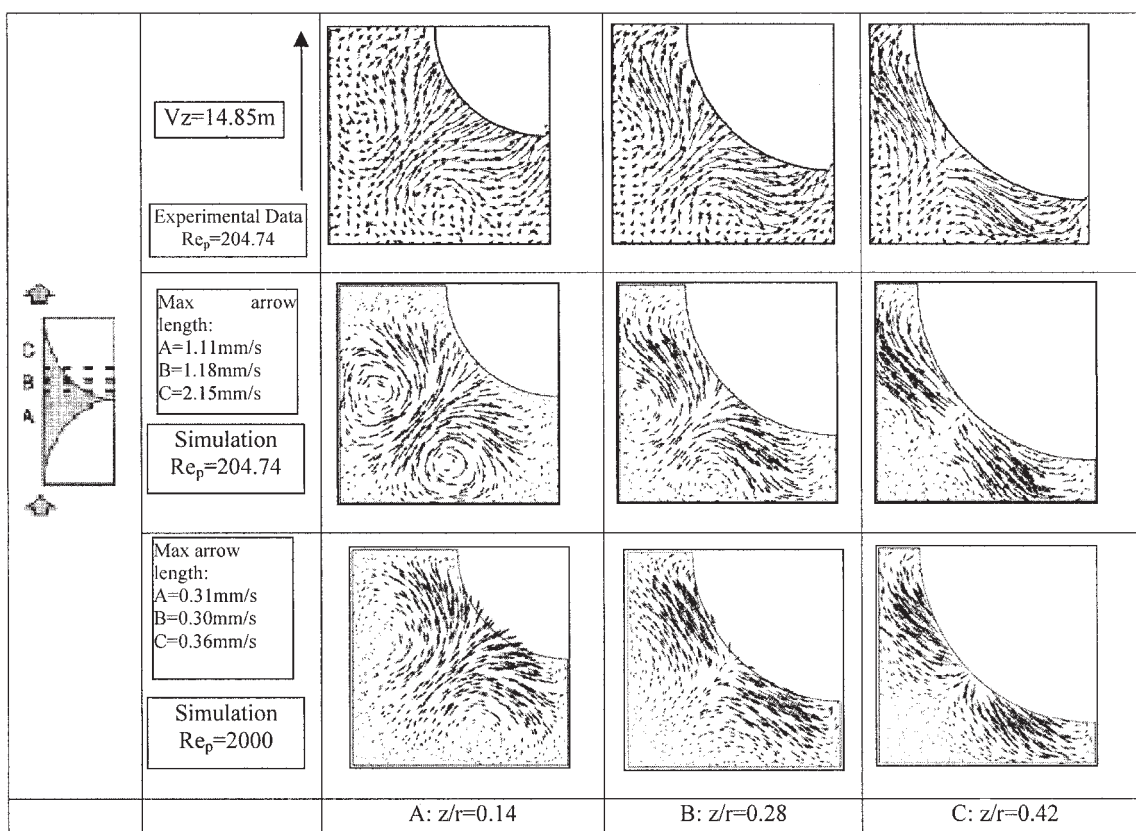 Vz=14.85m
Experimental Data
Rep=204.74
C
B
A
Max arrow
length:
A=1.11mm/s
B=1.18mm/s
C=2.15mm/s
Simulation
Rep=204.74
Max arrow
length:
A=0.31mm/s
B=0.30mm/s
C=0.36mm/s
Simulation
Rep=2000
A: z/r=0.14
B: z/r=0.28
C: z/r=0.42